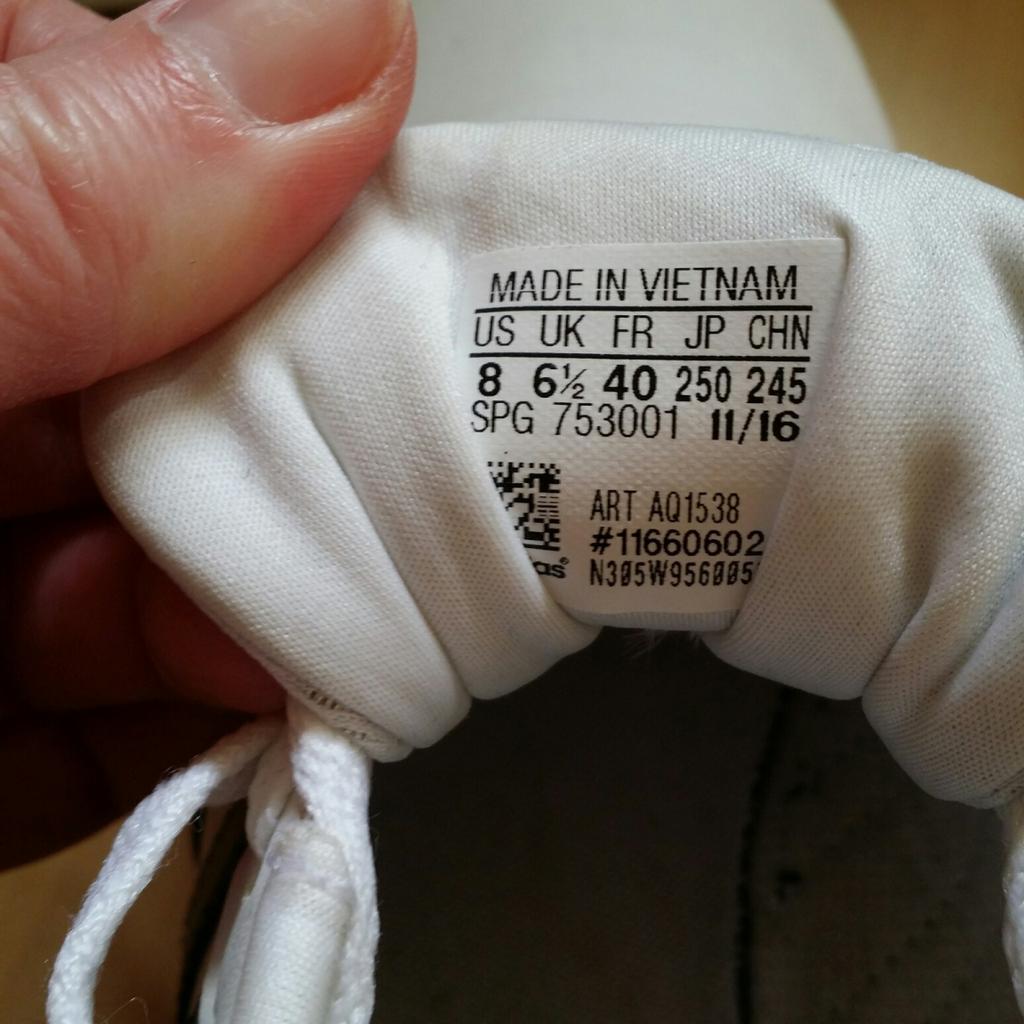 MADE IN VIETNAM
US UK FR JP CHN
8 6½ 40 250 245
SPG 753001 11/16
ART AQ1538
#11660602
N305W956005